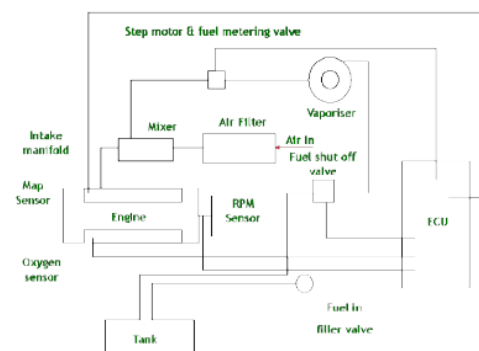 Step motor & fuel metering valve
Vaporiser
Mixer
Air Filter
Air in
Intake
manifold
Fuel shut off
valve
Map
Sensor
Engine
RPM
Sensor
ECU
Oxygen
sensor
Fuel in
filler valve
Tank